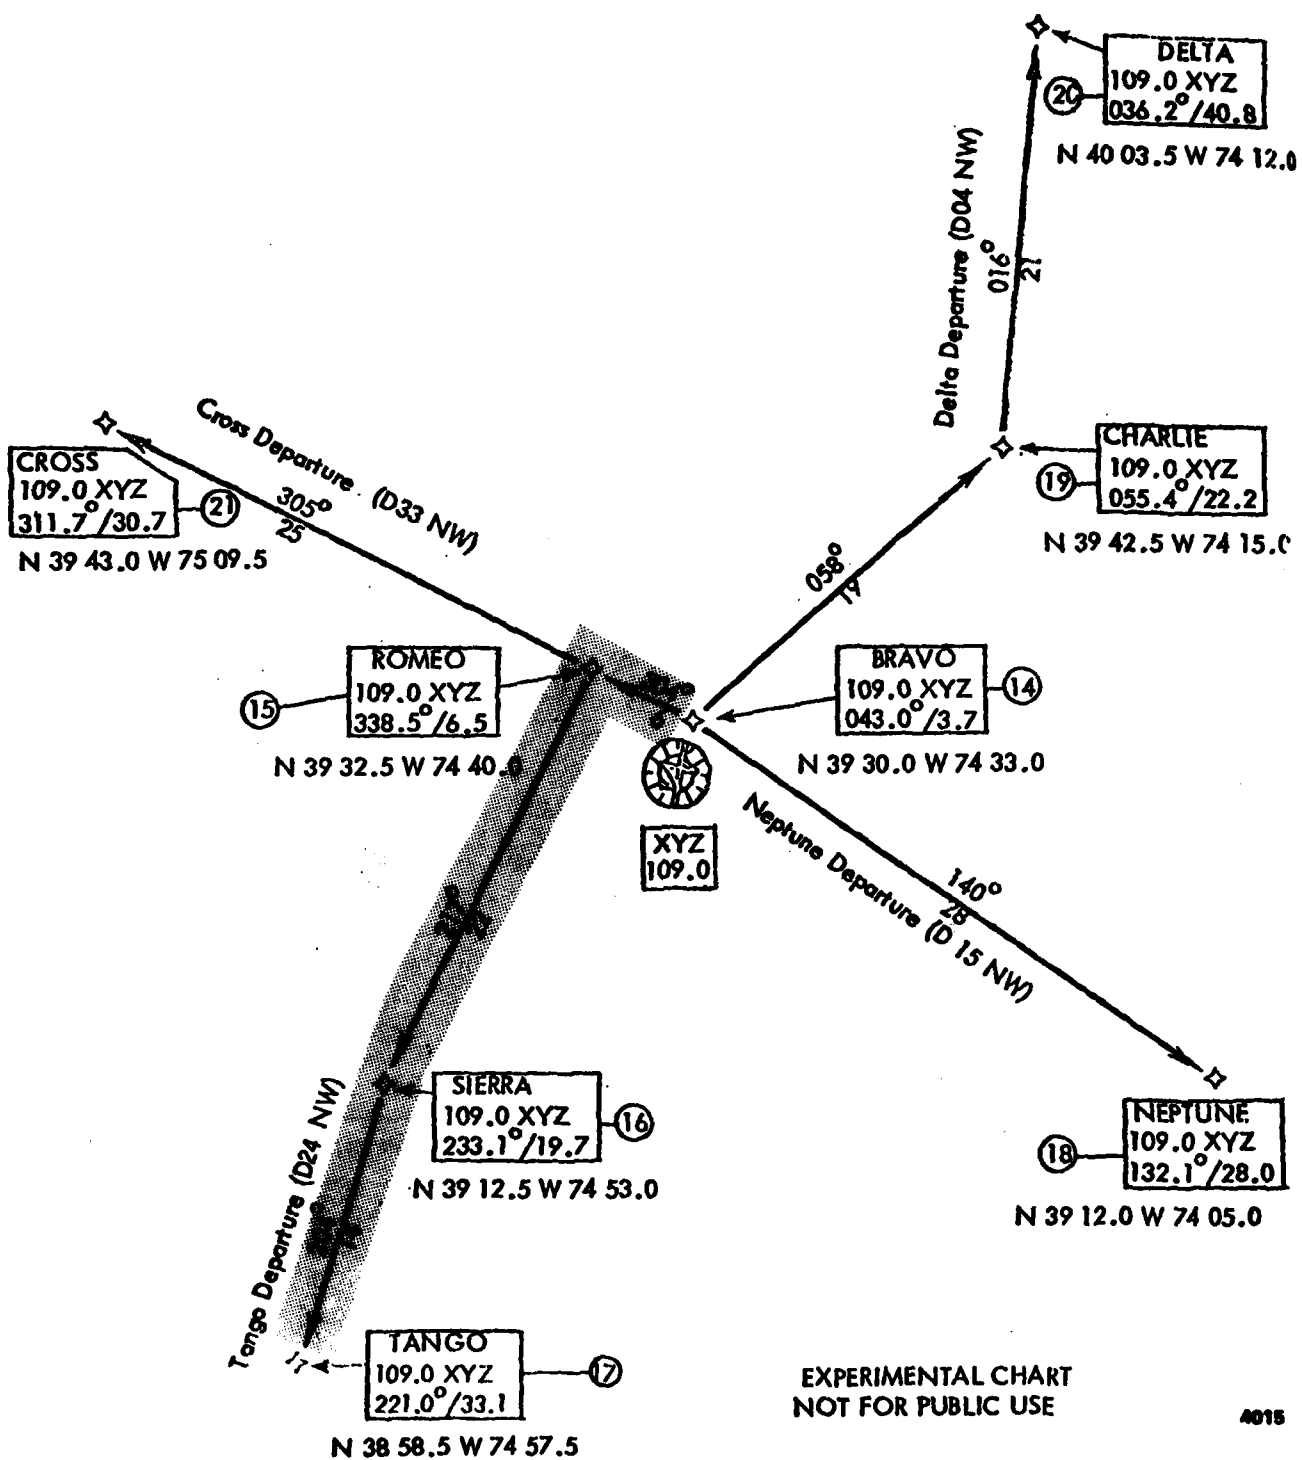 DELTA
109.0 XYZ
036.2°/40.8
20
N 40 03.5 W 74 12.0
Delta Departure (D04 NW)
016°
21
CHARLIE
109.0 XYZ
055.4°/22.2
19
N 39 42.5 W 74 15.0
Cross Departure (D33 NW)
305°
25
CROSS
109.0 XYZ
311.7°/30.7
21
N 39 43.0 W 75 09.5
058°
19
ROMEO
109.0 XYZ
338.5°/6.5
15
N 39 32.5 W 74 40.0
6
BRAVO
109.0 XYZ
043.0°/3.7
14
N 39 30.0 W 74 33.0
XYZ
109.0
Neptune Departure (D 15 NW)
140°
28
SIERRA
109.0 XYZ
233.1°/19.7
16
N 39 12.5 W 74 53.0
NEPTUNE
109.0 XYZ
132.1°/28.0
18
N 39 12.0 W 74 05.0
Tango Departure (D24 NW)
TANGO
109.0 XYZ
221.0°/33.1
17
N 38 58.5 W 74 57.5
EXPERIMENTAL CHART
NOT FOR PUBLIC USE
4015